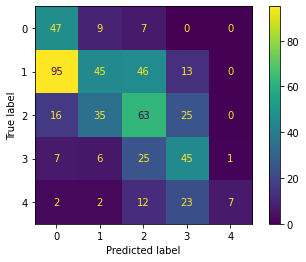 0 47 9 7 0 0
80
1 95 45 46 13 0
60
True label
2 16 35 63 25 0
40
3 7 6 25 45 1
20
4 2 2 12 23 7
0
0 1 2 3 4
Predicted label